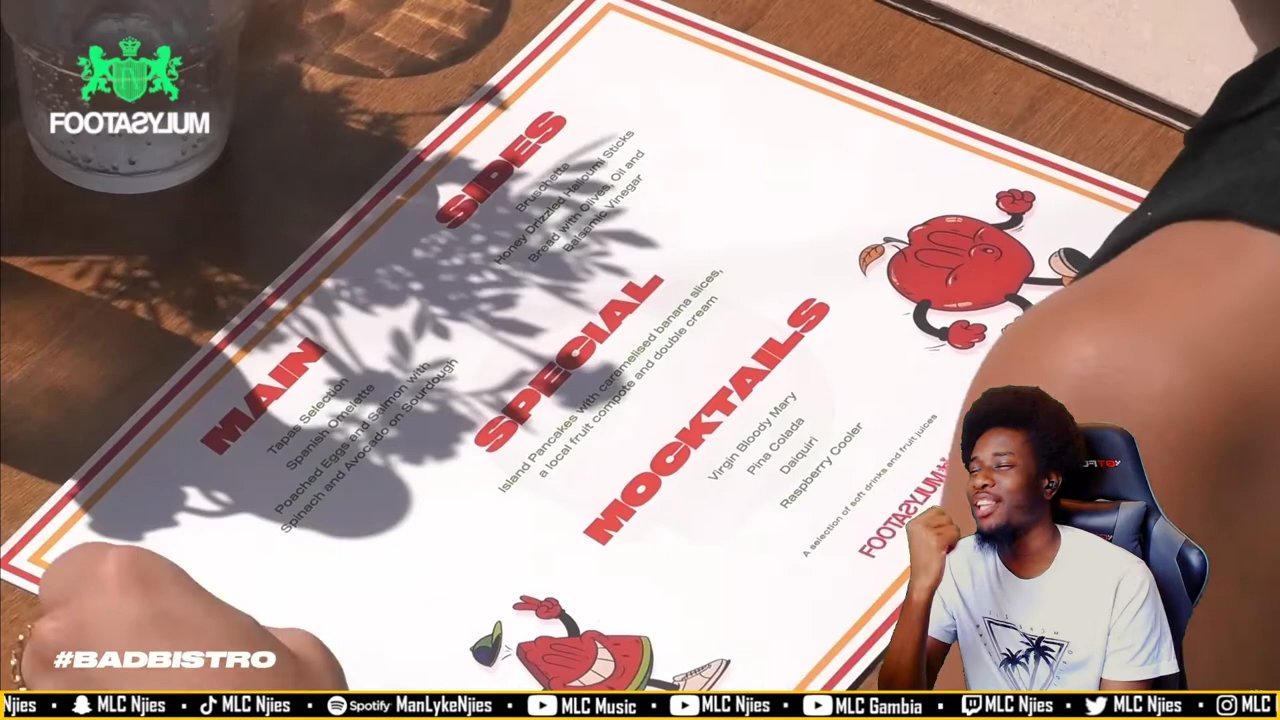 FOOTASYLUM
SIDES
Bruschetta
Honey Drizzled Halloumi Sticks
Bread with Olives, Oil and
Balsamic Vinegar
MAIN
Tapas Selection
Spanish Omelette
Poached Eggs and Salmon with
Spinach and Avocado on Sourdough
SPECIAL
Island Pancakes with caramelised banana slices,
a local fruit compote and double cream
MOCKTAILS
Virgin Bloody Mary
Pina Colada
Daiquiri
Raspberry Cooler
A selection of soft drinks and fruit juices
FOOTASYLUM
#BADBISTRO
Njies • MLC Njies • MLC Njies • Spotify ManLykeNjies • MLC Music • MLC Njies • MLC Gambia • MLC Njies • MLC Njies • MLC